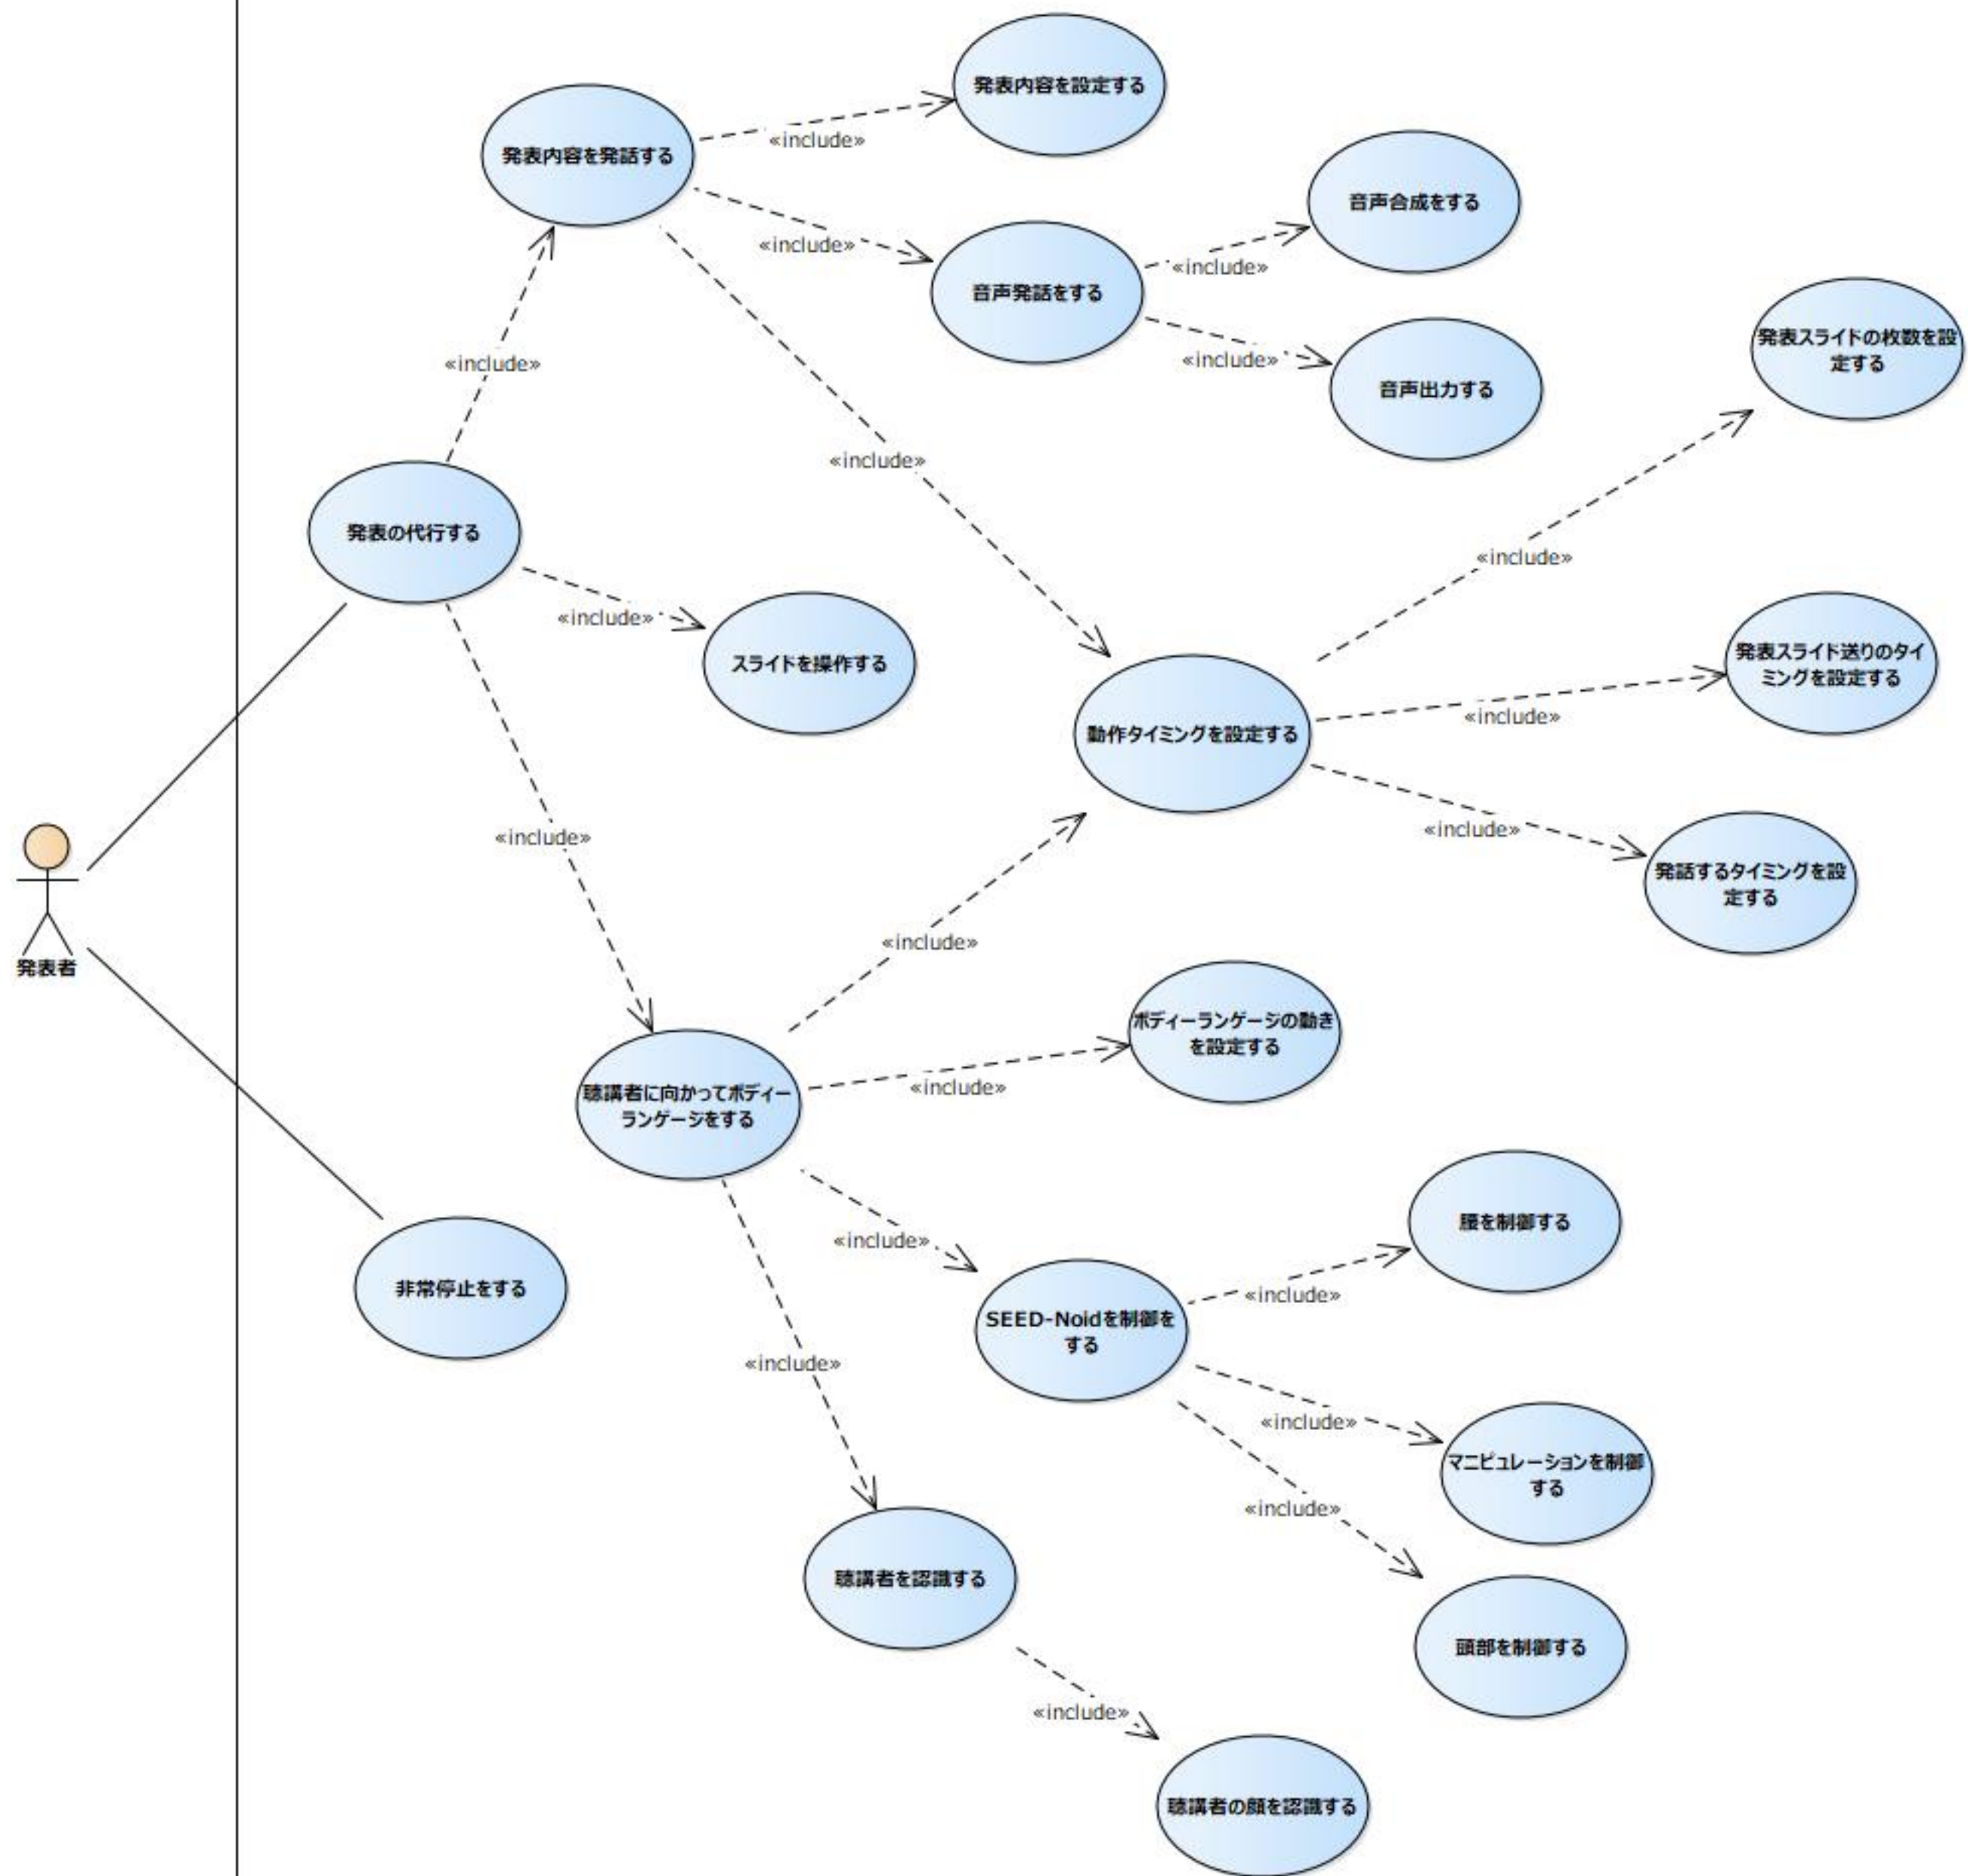 発表内容を設定する
«include»
発表内容を発話する
«include»
音声合成をする
«include»
音声発話をする
«include»
音声出力する
発表スライドの枚数を設
定する
«include»
«include»
発表の代行する
«include»
スライドを操作する
«include»
発表スライド送りのタイ
ミングを設定する
«include»
動作タイミングを設定する
«include»
発話するタイミングを設
定する
«include»
発表者
«include»
ボディーランゲージの動き
を設定する
«include»
聴講者に向かってボディー
ランゲージをする
«include»
腰を制御する
«include»
非常停止をする
SEED-Noidを制御を
する
«include»
«include»
マニピュレーションを制御
する
«include»
聴講者を認識する
頭部を制御する
«include»
聴講者の顔を認識する